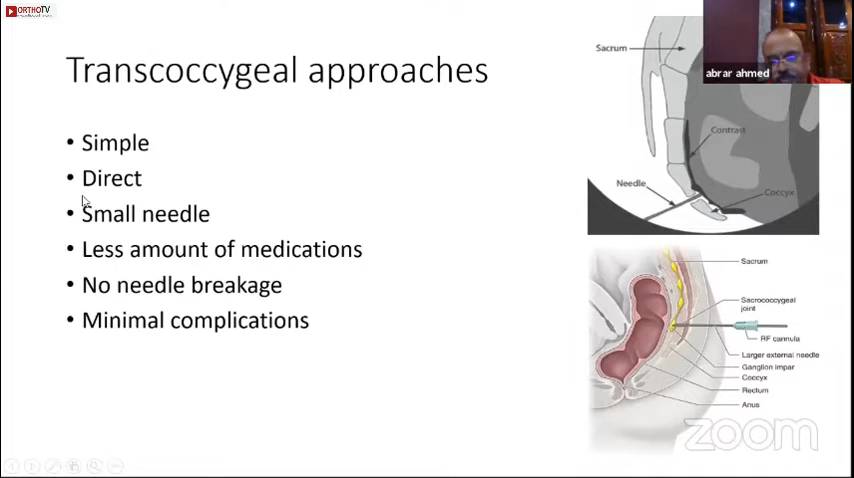 ORTHOTV
Transcoccygeal approaches
• Simple
• Direct
• Small needle
• Less amount of medications
• No needle breakage
• Minimal complications
Sacrum
abrar ahmed
Contrast
Needle
Coccyx
Sacrum
Sacrococcygeal
joint
RF cannula
Larger external needle
Ganglion impar
Coccyx
Rectum
Anus
zoom